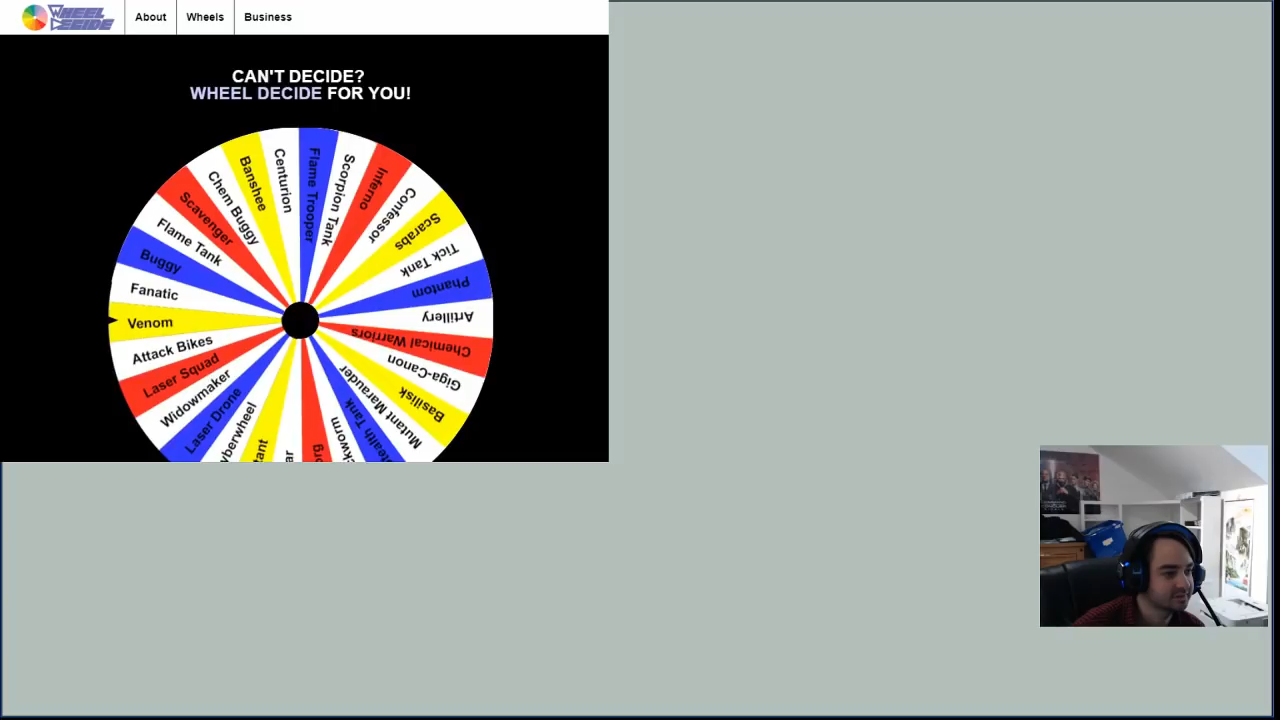 WHEEL DECIDE
About
Wheels
Business
CAN'T DECIDE?
WHEEL DECIDE FOR YOU!
Flame Trooper
Scorpion Tank
Inferno
Confessor
Scarabs
Tick Tank
Phantom
Artillery
Chemical Warriors
Giga-Canon
Basilisk
Mutant Marauder
Laser Drone
Widowmaker
Laser Squad
Attack Bikes
Venom
Fanatic
Buggy
Flame Tank
Scavenger
Chem Buggy
Banshee
Centurion